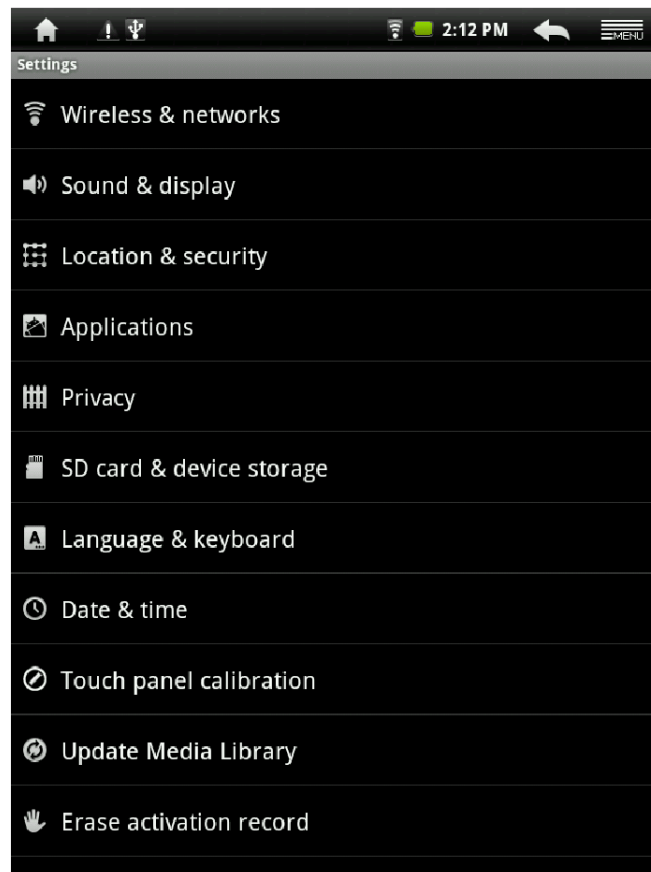 2:12 PM
MENU
Settings
Wireless & networks
Sound & display
Location & security
Applications
Privacy
SD card & device storage
A
Language & keyboard
Date & time
Touch panel calibration
Update Media Library
Erase activation record